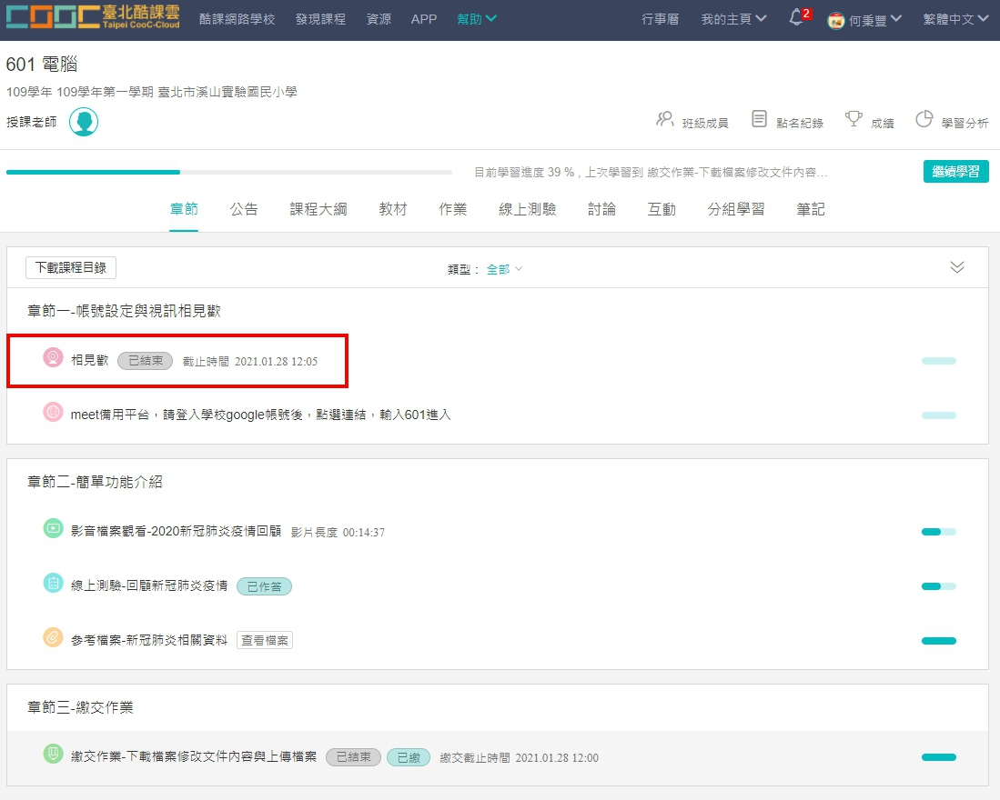 COOC 臺北酷課雲 Taipei CooC-Cloud 酷課網路學校 發現課程 資源 APP 幫助 行事曆 我的主頁 2 何秉豐 繁體中文
601 電腦
109學年 109學年第一學期 臺北市溪山實驗國民小學
授課老師 班級成員 點名紀錄 成績 學習分析
目前學習進度 39 % , 上次學習到 繳交作業-下載檔案修改文件內容... 繼續學習
章節 公告 課程大綱 教材 作業 線上測驗 討論 互動 分組學習 筆記
下載課程目錄 類型： 全部
章節一-帳號設定與視訊相見歡
相見歡 已結束 截止時間 2021.01.28 12:05
meet備用平台，請登入學校google帳號後，點選連結，輸入601進入
章節二-簡單功能介紹
影音檔案觀看-2020新冠肺炎疫情回顧 影片長度 00:14:37
線上測驗-回顧新冠肺炎疫情 已作答
參考檔案-新冠肺炎相關資料 查看檔案
章節三-繳交作業
繳交作業-下載檔案修改文件內容與上傳檔案 已結束 已繳 繳交截止時間 2021.01.28 12:00